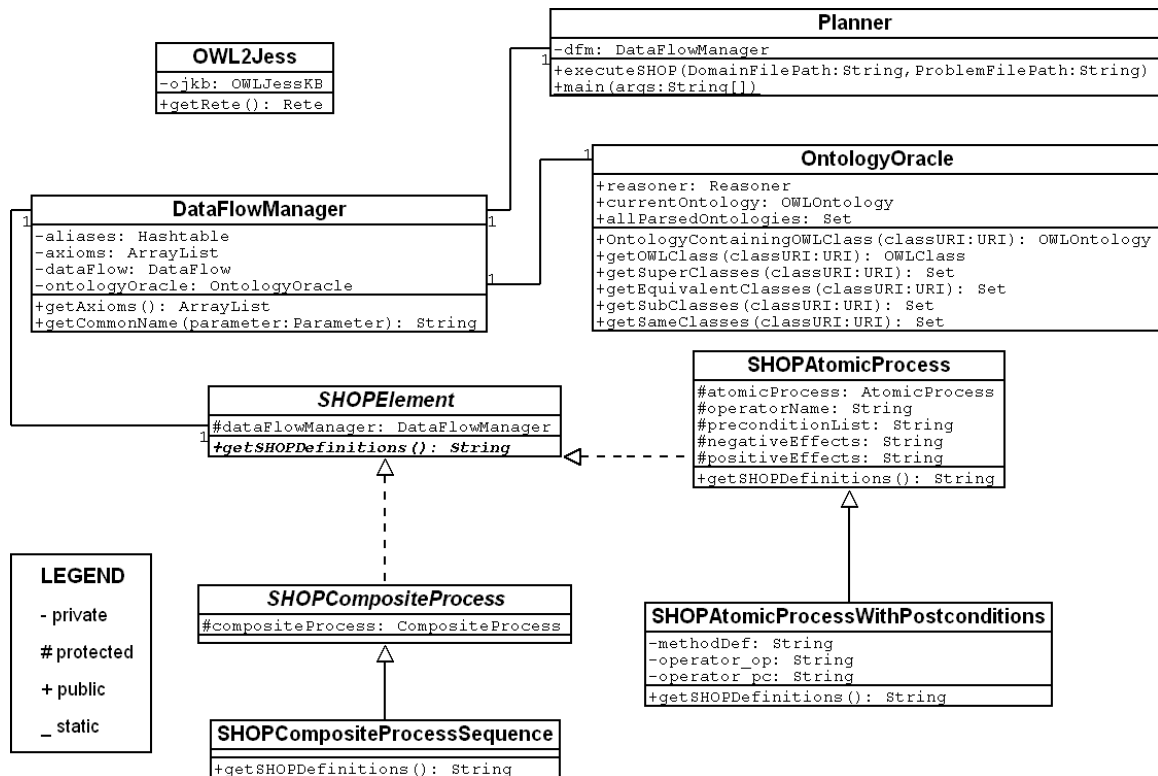 Planner
-dfm: DataFlowManager
+executeSHOP(DomainFilePath:String,ProblemFilePath:String)
+main(args:String[])
1
OWL2Jess
-ojkb: OWLJessKB
+getRete(): Rete
1
OntologyOracle
+reasoner: Reasoner
+currentOntology: OWLOntology
+allParsedOntologies: Set
+OntologyContainingOWLClass(classURI:URI): OWLOntology
+getOWLClass(classURI:URI): OWLClass
+getSuperClasses(classURI:URI): Set
+getEquivalentClasses(classURI:URI): Set
+getSubClasses(classURI:URI): Set
+getSameClasses(classURI:URI): Set
1
DataFlowManager
1
-aliases: Hashtable
-axioms: ArrayList
-dataFlow: DataFlow
-ontologyOracle: OntologyOracle
1
+getAxioms(): ArrayList
+getCommonName(parameter:Parameter): String
SHOPElement
#dataFlowManager: DataFlowManager
1
+getSHOPDefinitions(): String
SHOPAtomicProcess
#atomicProcess: AtomicProcess
#operatorName: String
#preconditionList: String
#negativeEffects: String
#positiveEffects: String
+getSHOPDefinitions(): String
LEGEND
- private
# protected
+ public
_ static
SHOPCompositeProcess
#compositeProcess: CompositeProcess
SHOPAtomicProcessWithPostconditions
-methodDef: String
-operator_op: String
-operator_pc: String
+getSHOPDefinitions(): String
SHOPCompositeProcessSequence
+getSHOPDefinitions(): String